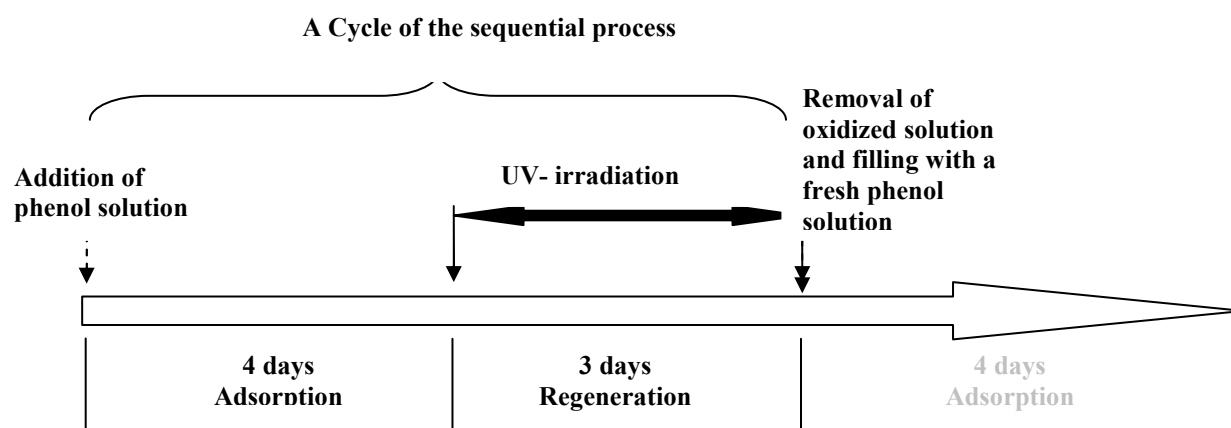 A Cycle of the sequential process
Addition of
phenol solution
UV- irradiation
Removal of
oxidized solution
and filling with a
fresh phenol
solution
4 days
Adsorption
3 days
Regeneration
4 days
Adsorption